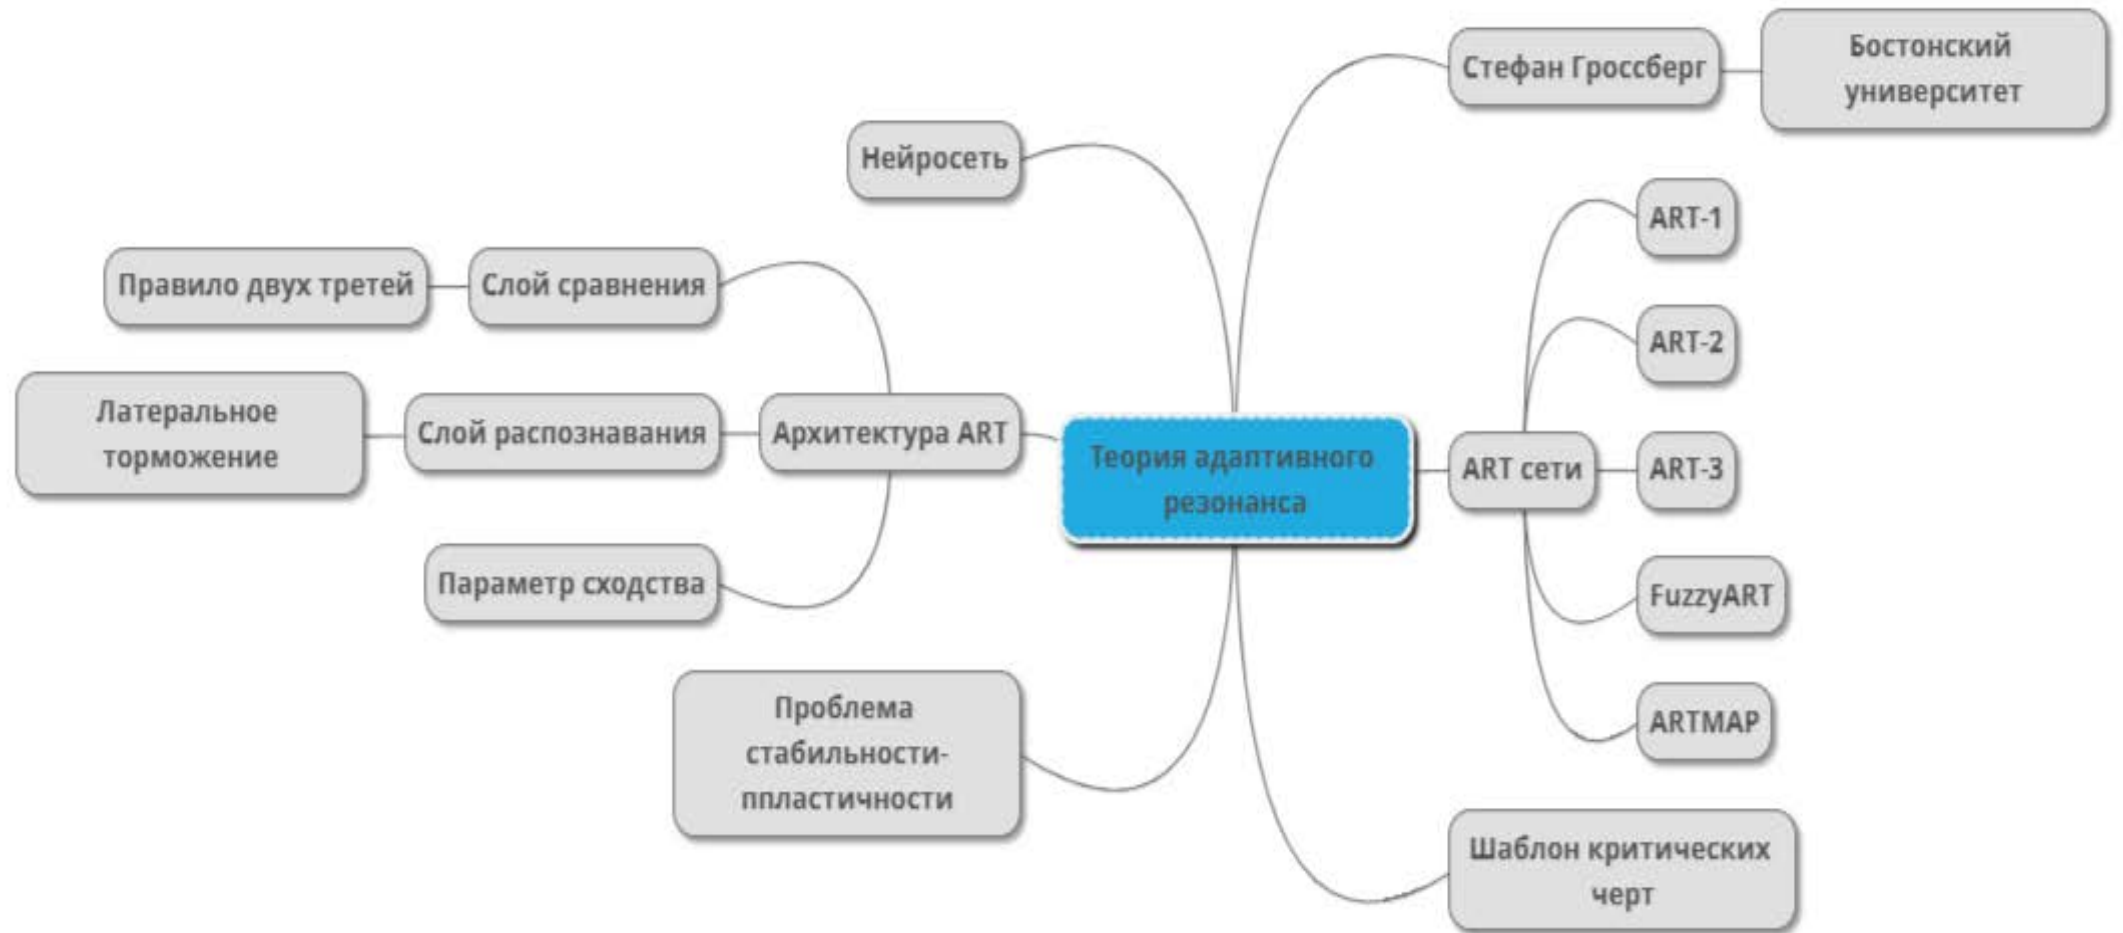 Стефан Гроссберг
Бостонский
университет
Нейросеть
ART-1
Правило двух третей
Слой сравнения
ART-2
Латеральное
торможение
Слой распознавания
Архитектура ART
Теория адаптивного
резонанса
ART сети
ART-3
Параметр сходства
FuzzyART
Проблема
стабильности-
ппластичности
ARTMAP
Шаблон критических
черт